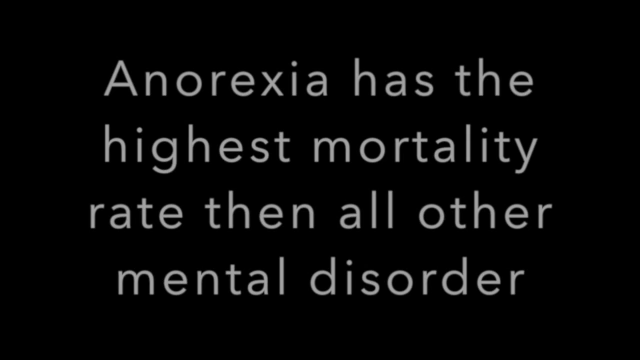 Anorexia has the
highest mortality
rate then all other
mental disorder